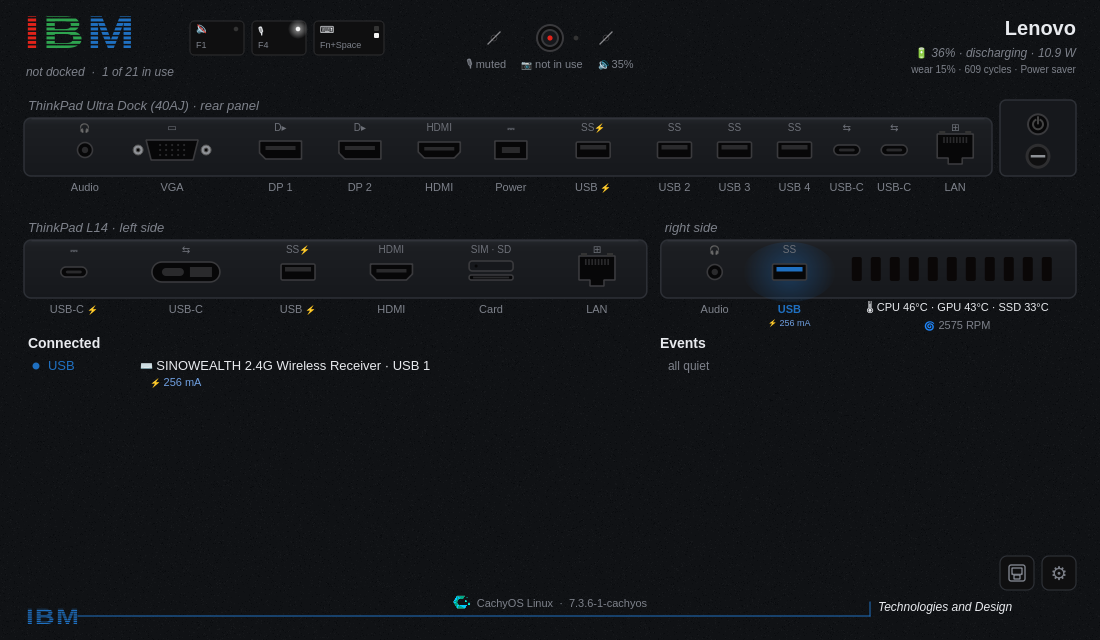 IBM
F1
F4
Fn+Space
muted
not in use
35%
Lenovo
36% · discharging · 10.9 W
wear 15% · 609 cycles · Power saver
not docked · 1 of 21 in use
ThinkPad Ultra Dock (40AJ) · rear panel
D▸ D▸ HDMI SS⚡ SS SS SS
Audio VGA DP 1 DP 2 HDMI Power USB ⚡ USB 2 USB 3 USB 4 USB-C USB-C LAN
ThinkPad L14 · left side
SS⚡ HDMI SIM · SD
USB-C ⚡ USB-C USB ⚡ HDMI Card LAN
right side
SS
Audio USB
⚡ 256 mA
CPU 46°C · GPU 43°C · SSD 33°C
2575 RPM
Connected
USB SINOWEALTH 2.4G Wireless Receiver · USB 1
⚡ 256 mA
Events
all quiet
IBM
CachyOS Linux · 7.3.6-1-cachyos
Technologies and Design